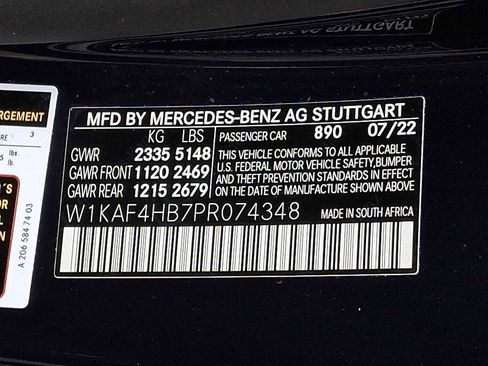 MFD BY MERCEDES-BENZ AG STUTTGART
KG LBS
GVWR 2335 5148
GAWR FRONT 1120 2469
GAWR REAR 1215 2679
PASSENGER CAR 890 07/22
THIS VEHICLE CONFORMS TO ALL APPLICABLE
U.S. FEDERAL MOTOR VEHICLE SAFETY,BUMPER
AND THEFT PREVENTION STANDARDS IN EFFECT
ON THE DATE OF MANUFACTURE SHOWN ABOVE.
W1KAF4HB7PR074348 MADE IN SOUTH AFRICA
A 206 584 74 03